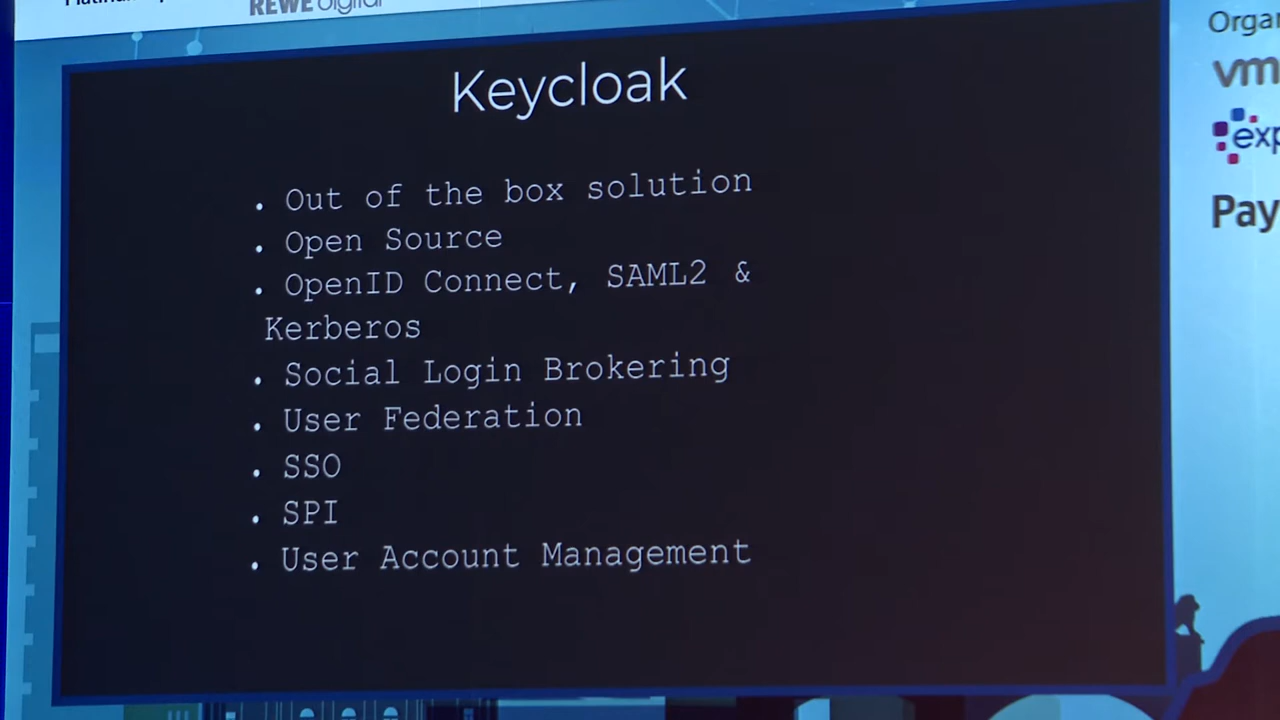 REWE digital
Keycloak
. Out of the box solution
. Open Source
. OpenID Connect, SAML2 &
Kerberos
. Social Login Brokering
. User Federation
. SSO
. SPI
. User Account Management
Orga
vm
exp
Pay